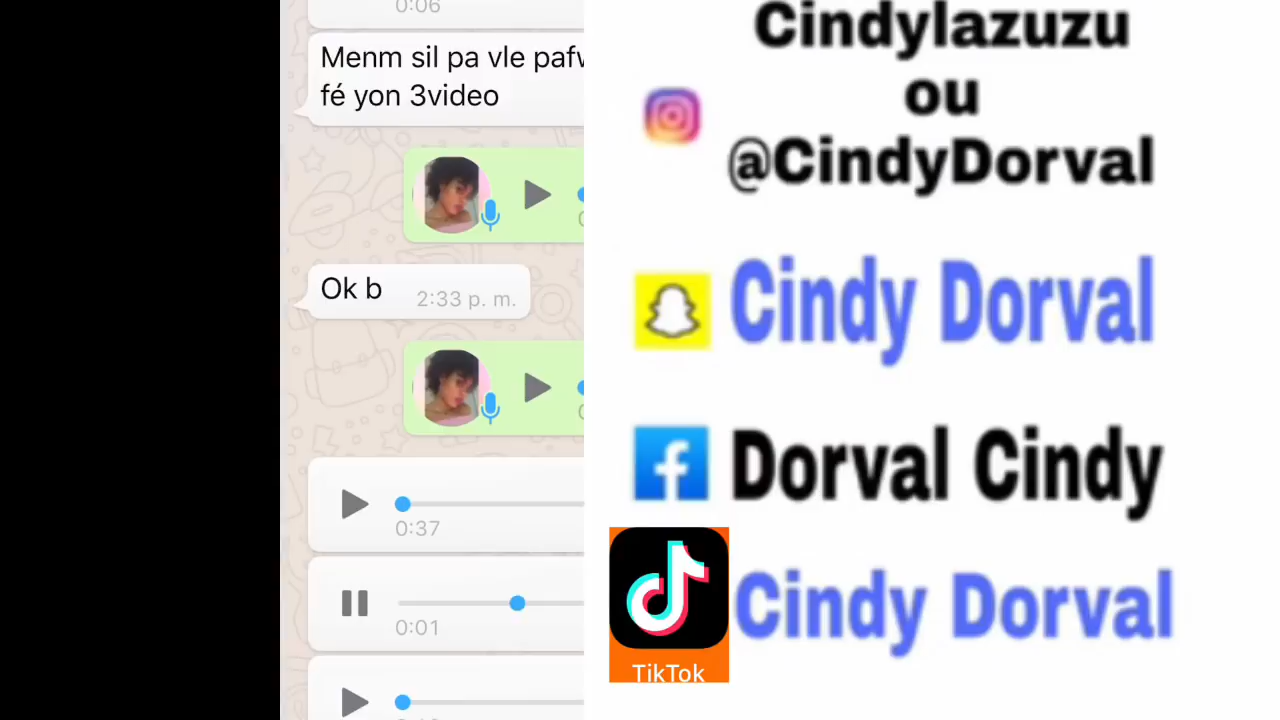 0:06
Menm sil pa vle
fé yon 3video
Ok b
2:33 p. m.
0:37
0:01
Cindylazuzu
ou
@CindyDorval
Cindy Dorval
Dorval Cindy
Cindy Dorval
TikTok